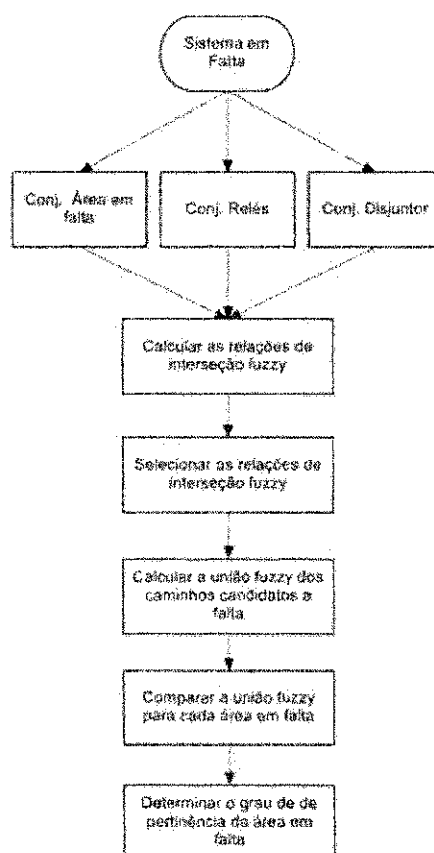 Sistema em
Falta
Conj. Área em
falta
Conj. Relés
Conj. Disjuntor
Calcular as relações de
interseção fuzzy
Selecionar as relações de
interseção fuzzy
Calcular a união fuzzy dos
caminhos candidatos a
falta
Comparar a união fuzzy
para cada área em falta
Determinar o grau de de
pertinência da área em
falta